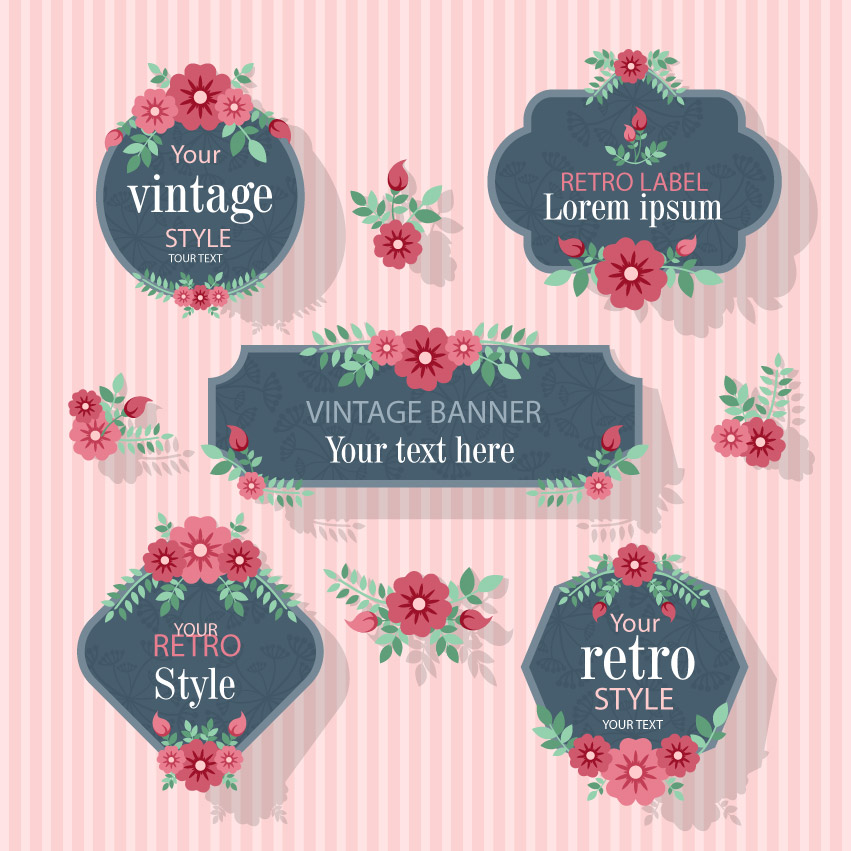 Your
vintage
STYLE
TOUR TEXT
RETRO LABEL
Lorem ipsum
VINTAGE BANNER
Your text here
YOUR
RETRO
Style
Your
retro
STYLE
YOUR TEXT